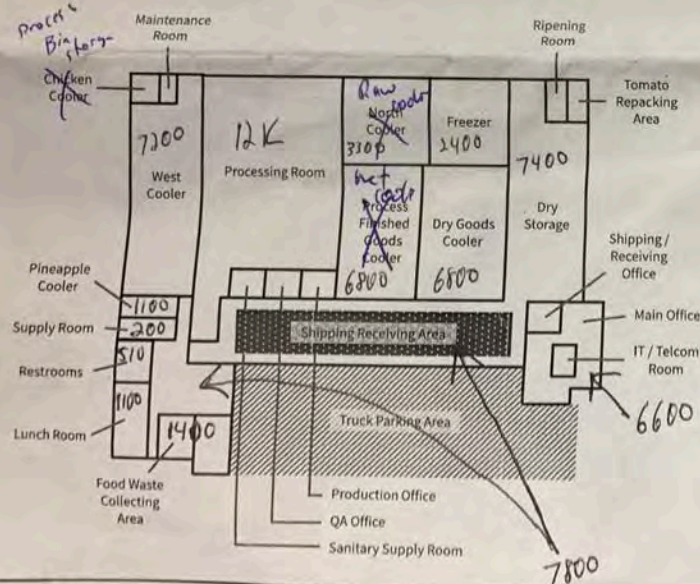 Process
Bin storage
Maintenance
Room
Ripening
Room
Chicken
Cooler
Tomato
Repacking
Area
Raw
North
Cooler
3300
Freezer
2400
7200
West
Cooler
12K
Processing Room
7400
Dry
Storage
Process
Finished
Goods
Cooler
6800
Dry Goods
Cooler
6800
Shipping /
Receiving
Office
Pineapple
Cooler
1100
Supply Room
200
Shipping Receiving Area
Main Office
IT / Telcom
Room
Restrooms
510
Lunch Room
1100
1400
Truck Parking Area
6600
Food Waste
Collecting
Area
Production Office
QA Office
Sanitary Supply Room
7800